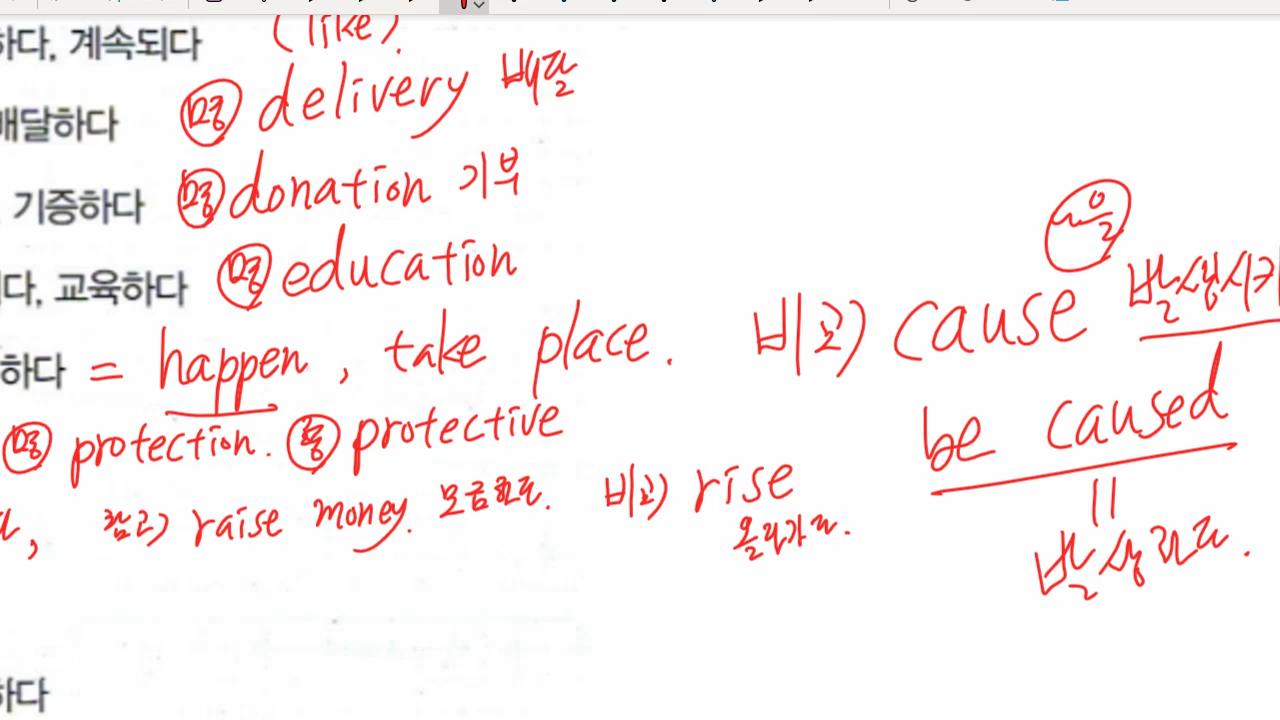 하다, 계속되다 (like).
배달하다 명 delivery 배달
기증하다 명 donation 기부
다, 교육하다 명 education
하다 = happen, take place. 비교) cause ~을 발생시키
명 protection. 형 protective be caused
참고) raise money. 모금하다. 비교) rise 올라가다.
= 발생하다.
하다